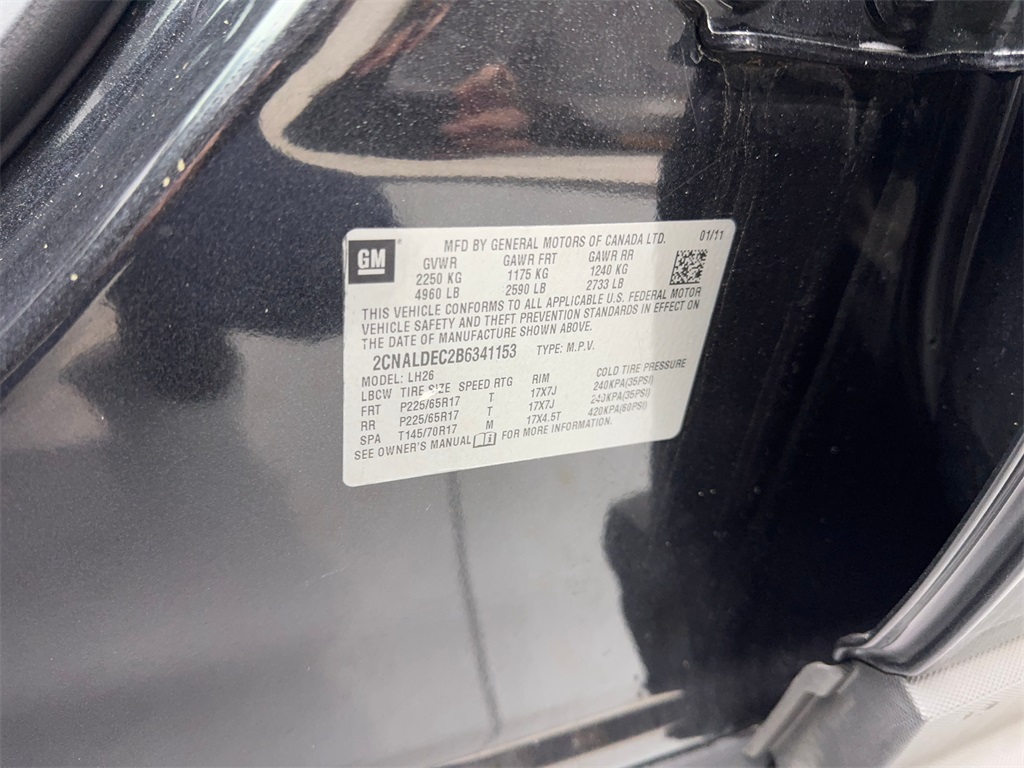 GM
MFD BY GENERAL MOTORS OF CANADA LTD. 01/11
GVWR GAWR FRT GAWR RR
2250 KG 1175 KG 1240 KG
4960 LB 2590 LB 2733 LB
THIS VEHICLE CONFORMS TO ALL APPLICABLE U.S. FEDERAL MOTOR
VEHICLE SAFETY AND THEFT PREVENTION STANDARDS IN EFFECT ON
THE DATE OF MANUFACTURE SHOWN ABOVE.
2CNALDEC2B6341153 TYPE: M.P.V.
MODEL: LH26
LBCW TIRE SIZE SPEED RTG RIM COLD TIRE PRESSURE
FRT P225/65R17 T 17X7J 240KPA(35PSI)
RR P225/65R17 T 17X7J 240KPA(35PSI)
SPA T145/70R17 M 17X4.5T 420KPA(60PSI)
SEE OWNER'S MANUAL FOR MORE INFORMATION.